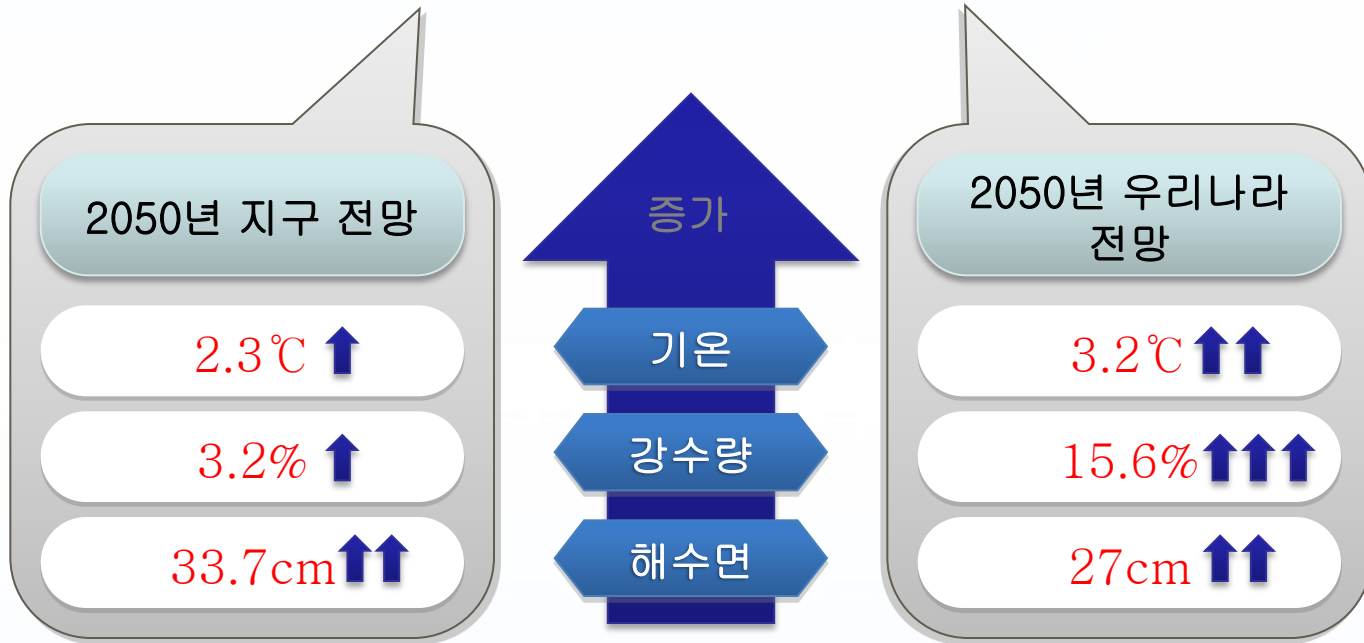 2050년 지구 전망
2.3℃
3.2%
33.7cm
증가
기온
강수량
해수면
2050년 우리나라
전망
3.2℃
15.6%
27cm